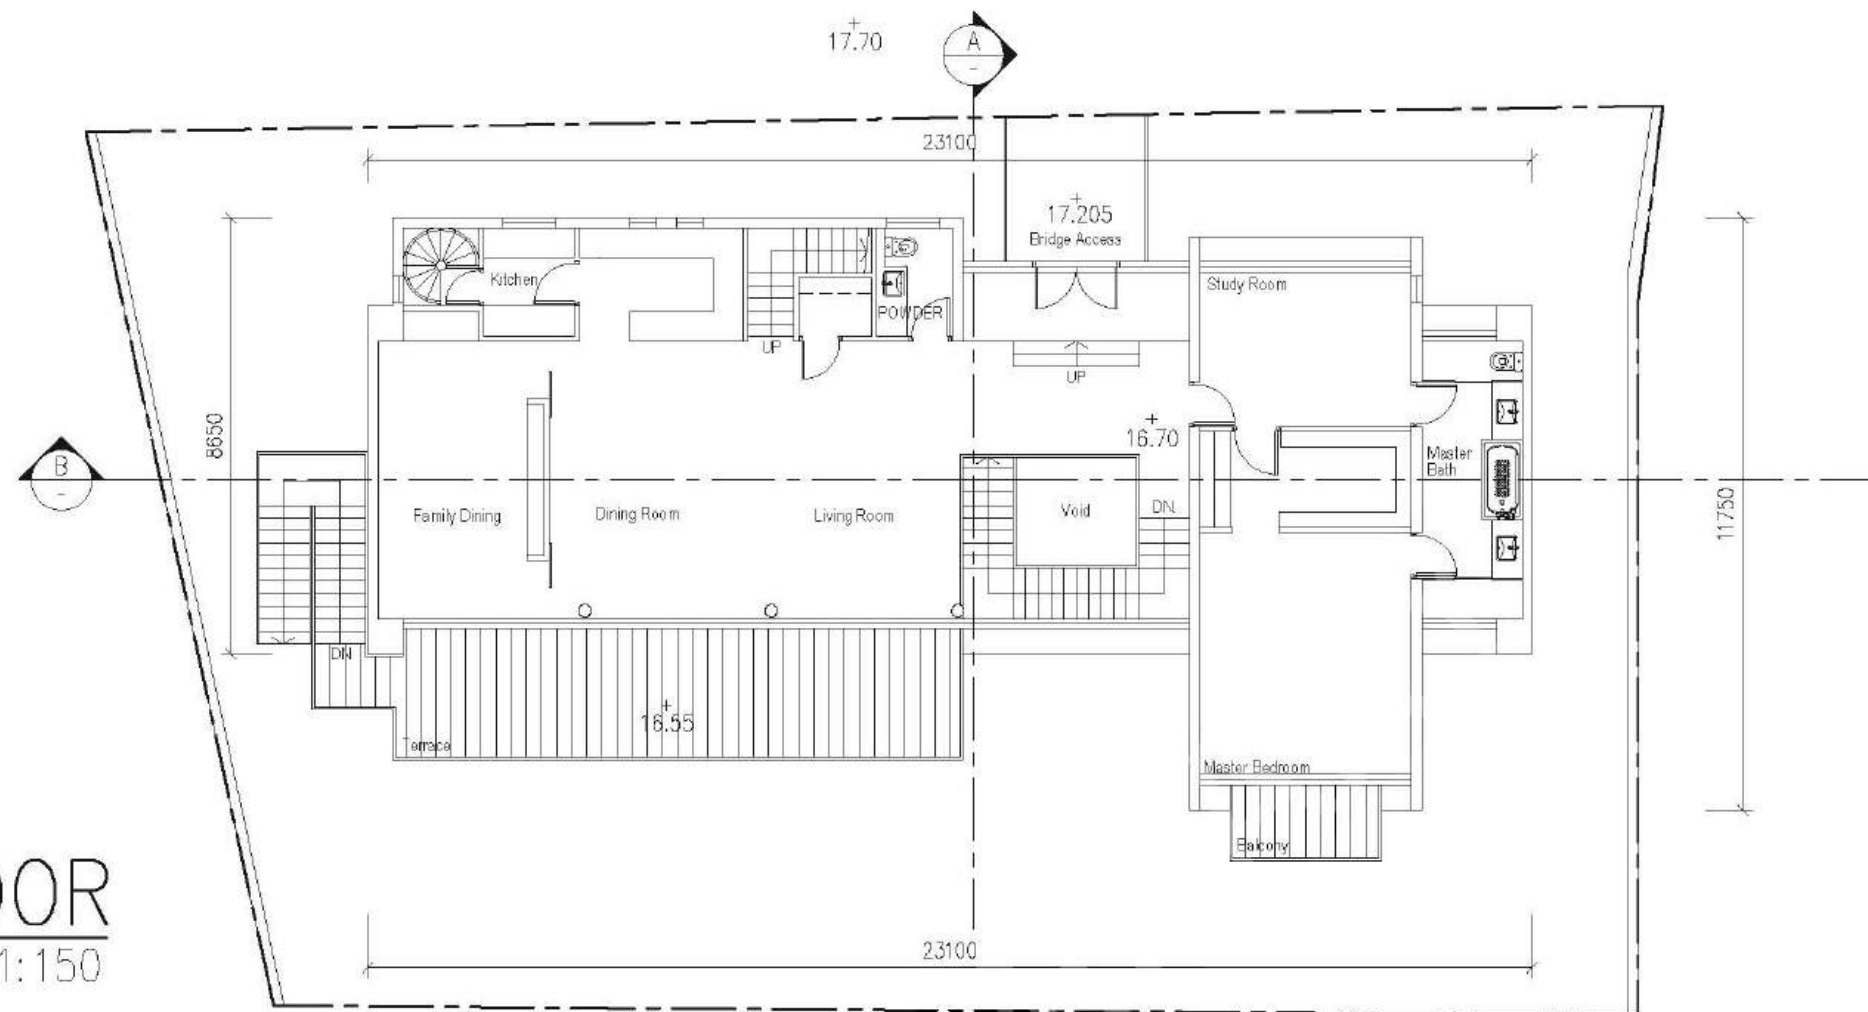 17.70
A
-
23100
17.205
Bridge Access
Study Room
Kitchen
POWDER
UP
UP
16.70
8650
B
-
Master
Bath
11750
Family Dining
Dining Room
Living Room
Void
DN.
DN
16.55
Terrace
Master Bedroom
Balcony
OOR
1:150
23100